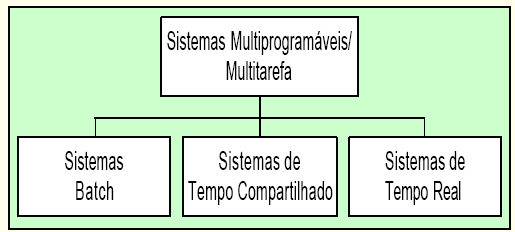 Sistemas Multiprogramáveis/
Multitarefa
Sistemas
Batch
Sistemas de
Tempo Compartilhado
Sistemas de
Tempo Real